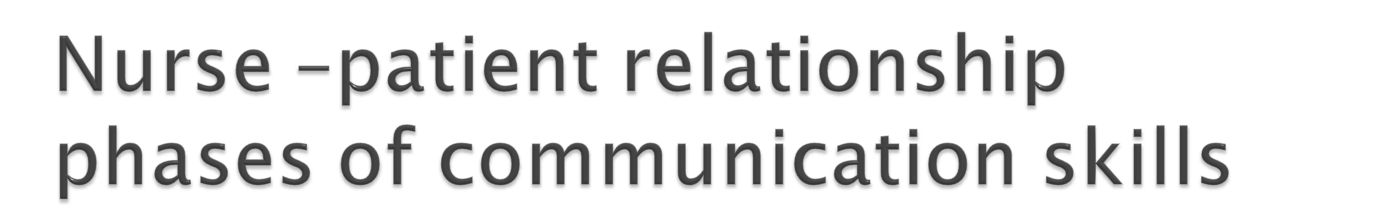 Nurse –patient relationship
phases of communication skills